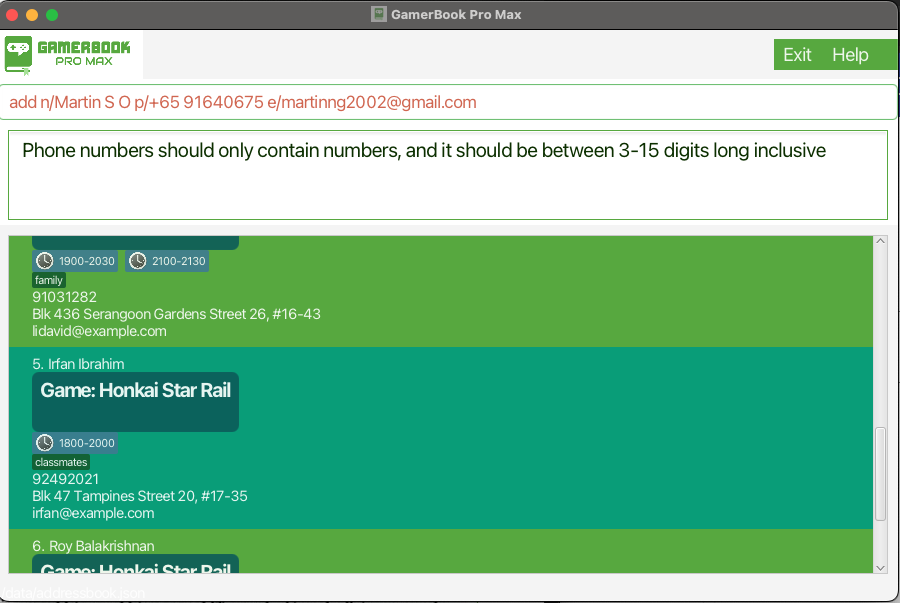 GamerBook Pro Max
GAMERBOOK
PRO MAX
Exit Help
add n/Martin S O p/+65 91640675 e/martinng2002@gmail.com
Phone numbers should only contain numbers, and it should be between 3-15 digits long inclusive
1900-2030 2100-2130
family
91031282
Blk 436 Serangoon Gardens Street 26, #16-43
lidavid@example.com
5. Irfan Ibrahim
Game: Honkai Star Rail
1800-2000
classmates
92492021
Blk 47 Tampines Street 20, #17-35
irfan@example.com
6. Roy Balakrishnan
Game: Honkai Star Rail
/data/addressbook.json